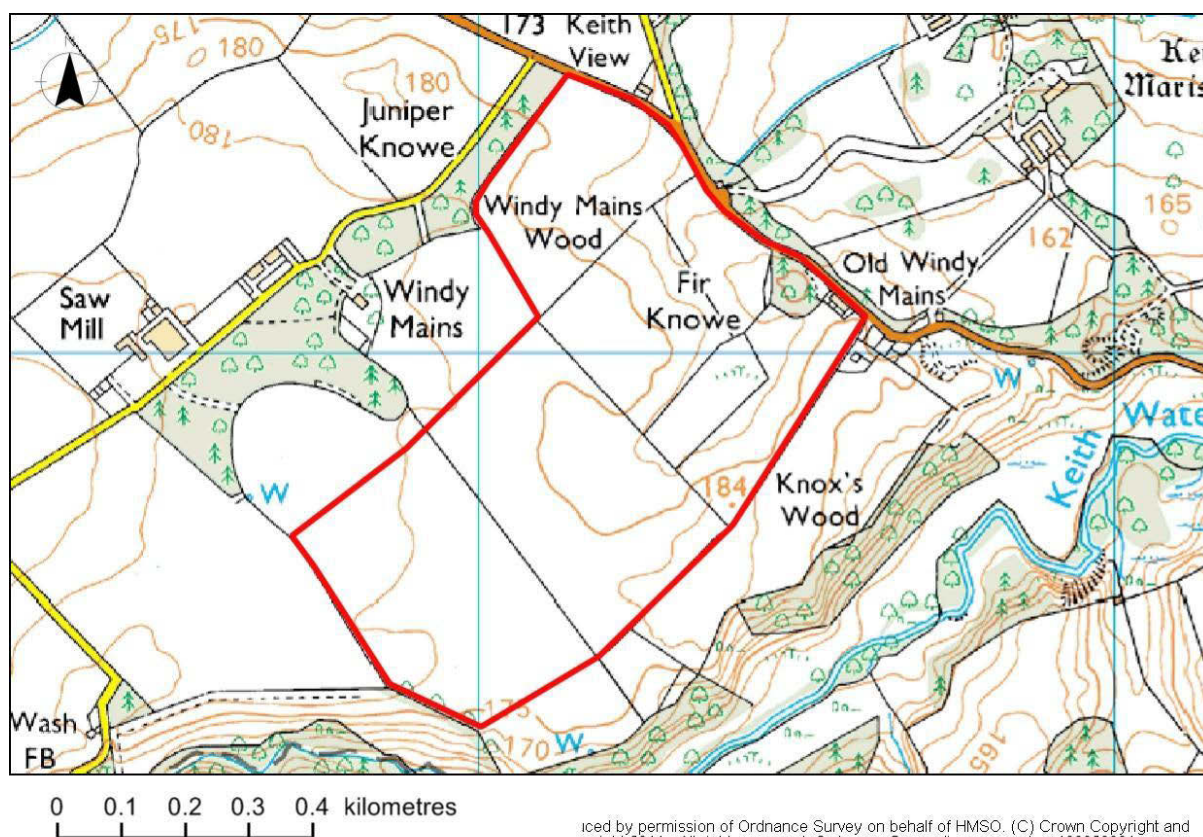 173 Keith
View
175
180
180
180
Juniper
Knowe
Windy Mains
Wood
Saw
Mill
Windy
Mains
Fir
Knowe
Old Windy
Mains
162
165
W
W
184
Knox's
Wood
Keith
Wate
Wash
FB
170
W
165
0 0.1 0.2 0.3 0.4 kilometres
uced by permission of Ordnance Survey on behalf of HMSO. (C) Crown Copyright and